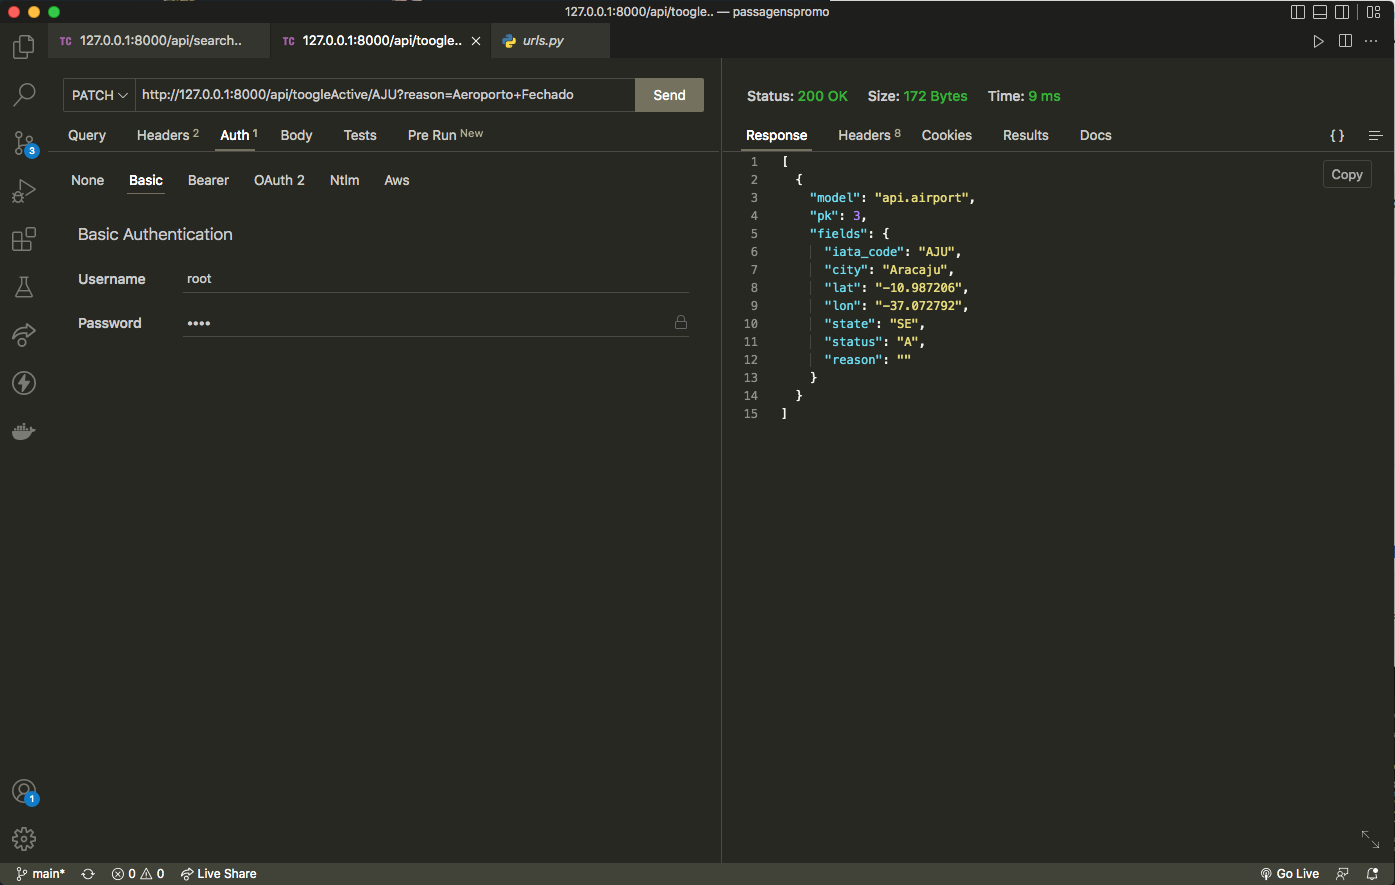 127.0.0.1:8000/api/toogle.. — passagenspromo
TC 127.0.0.1:8000/api/search..
TC 127.0.0.1:8000/api/toogle..
urls.py
PATCH
http://127.0.0.1:8000/api/toogleActive/AJU?reason=Aeroporto+Fechado
Send
Query
Headers 2
Auth 1
Body
Tests
Pre Run New
None
Basic
Bearer
OAuth 2
Ntlm
Aws
Basic Authentication
Username root
Password ••••
Status: 200 OK Size: 172 Bytes Time: 9 ms
Response
Headers 8
Cookies
Results
Docs
{ }
Copy
1 [
2 {
3 "model": "api.airport",
4 "pk": 3,
5 "fields": {
6 "iata_code": "AJU",
7 "city": "Aracaju",
8 "lat": "-10.987206",
9 "lon": "-37.072792",
10 "state": "SE",
11 "status": "A",
12 "reason": ""
13 }
14 }
15 ]
3
1
main*
0 0
Live Share
Go Live